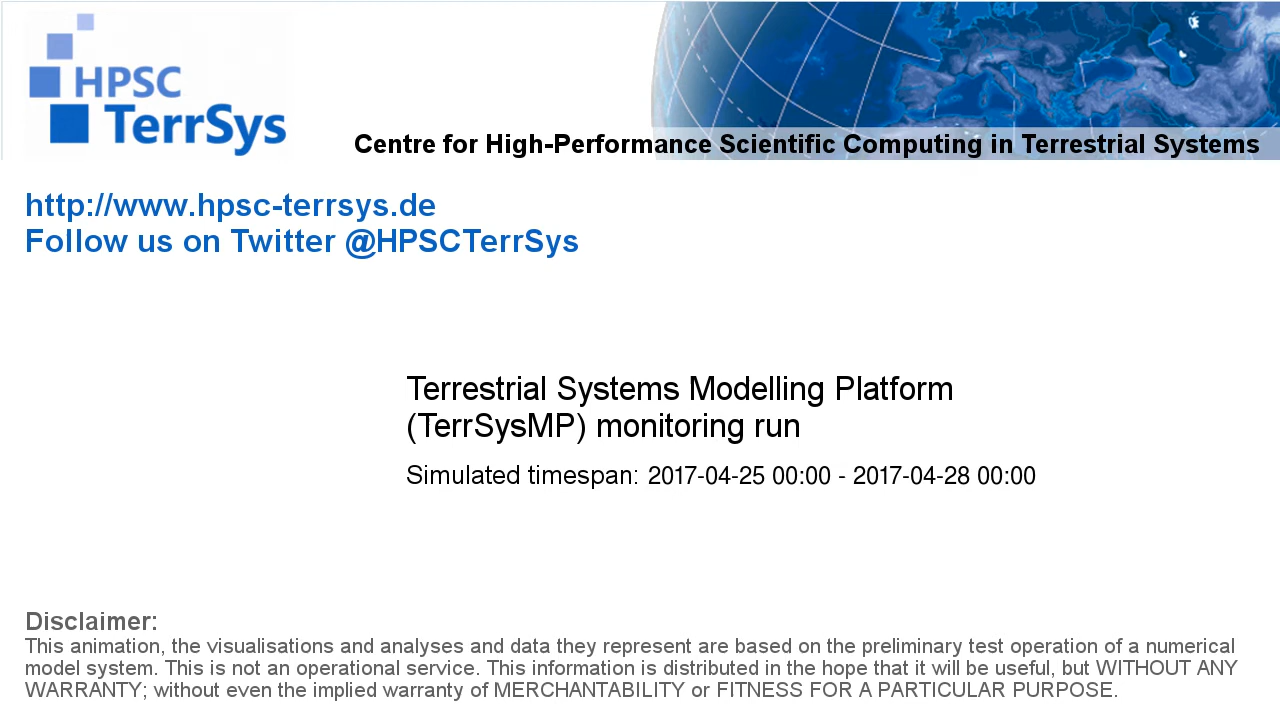 HPSC
TerrSys
Centre for High-Performance Scientific Computing in Terrestrial Systems
http://www.hpsc-terrsys.de
Follow us on Twitter @HPSCTerrSys
Terrestrial Systems Modelling Platform
(TerrSysMP) monitoring run
Simulated timespan: 2017-04-25 00:00 - 2017-04-28 00:00
Disclaimer:
This animation, the visualisations and analyses and data they represent are based on the preliminary test operation of a numerical
model system. This is not an operational service. This information is distributed in the hope that it will be useful, but WITHOUT ANY
WARRANTY; without even the implied warranty of MERCHANTABILITY or FITNESS FOR A PARTICULAR PURPOSE.